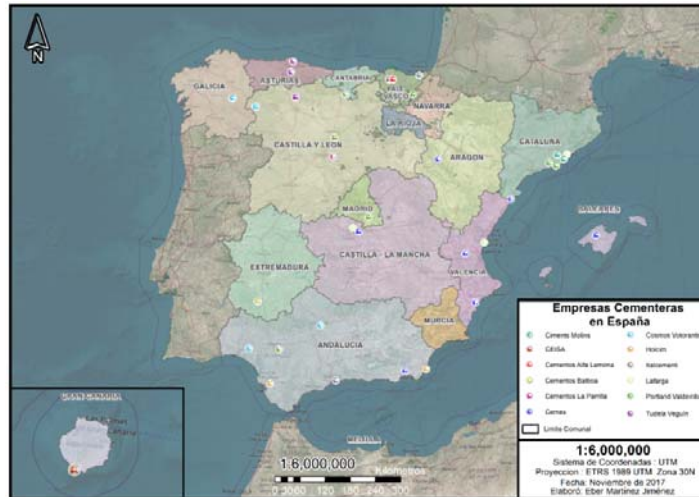 N
GALICIA
ASTURIAS
CANTABRIA
PAIS
VASCO
NAVARRA
LA RIOJA
CASTILLA Y LEON
ARAGON
CATALUÑA
MADRID
BALEARES
EXTREMADURA
CASTILLA - LA MANCHA
VALENCIA
MURCIA
ANDALUCIA
MELILLA
GRAN CANARIA
1:6,000,000
Kilómetros
Empresas Cementeras
en España
Cements Molins
Cosmos Votorantim
CEISA
Holcim
Cementos Alfa Lemona
Italcementi
Cementos Balboa
Lafarge
Cementos La Parrilla
Portland Valderrivas
Cemex
Tudela Veguin
Limite Comunal
1:6,000,000
Sistema de Coordenadas : UTM
Proyeccion : ETRS 1989 UTM Zona 30N
Fecha: Noviembre de 2017
Elaboró: Eber Martínez Jiménez